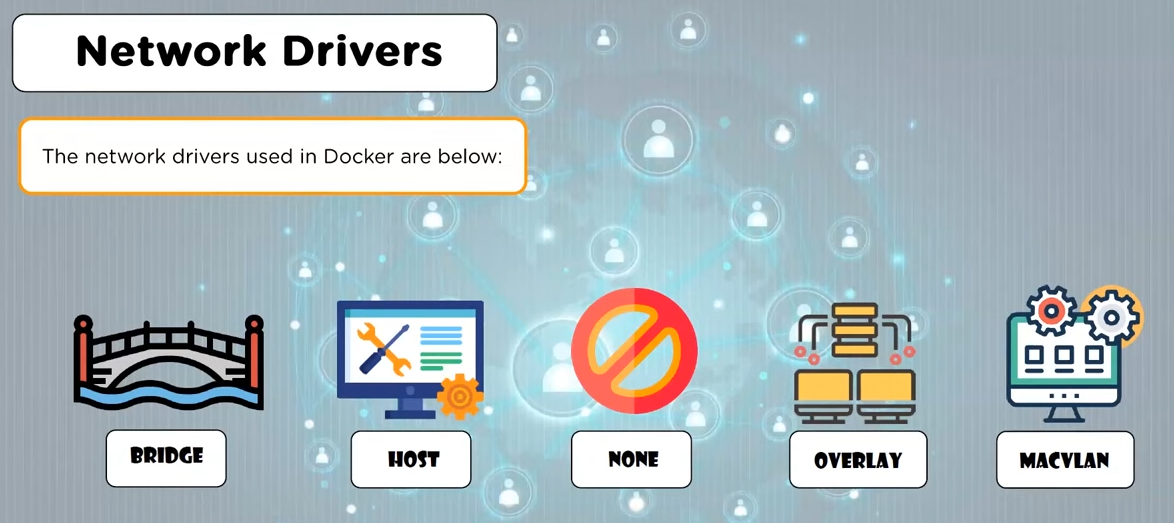 Network Drivers
The network drivers used in Docker are below:
BRIDGE
HOST
NONE
OVERLAY
MACVLAN